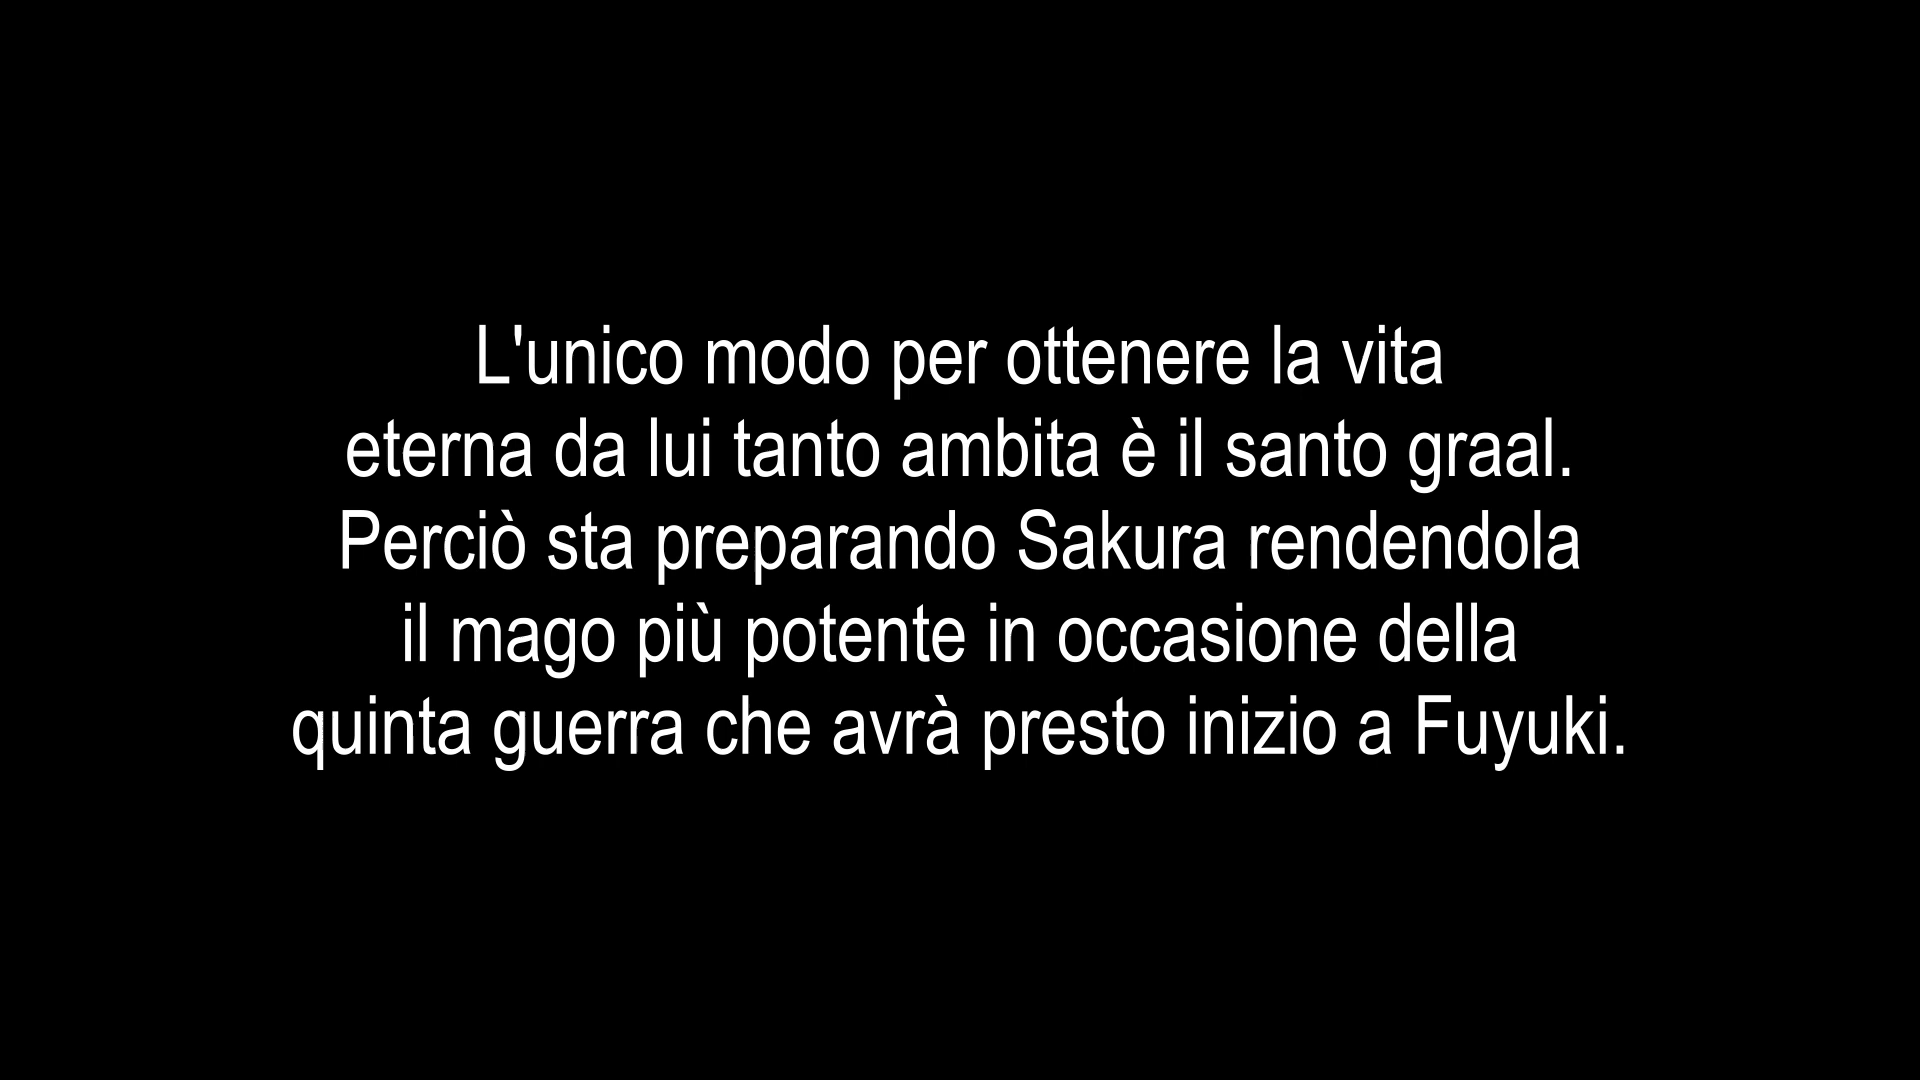 L'unico modo per ottenere la vita
eterna da lui tanto ambita è il santo graal.
Perciò sta preparando Sakura rendendola
il mago più potente in occasione della
quinta guerra che avrà presto inizio a Fuyuki.